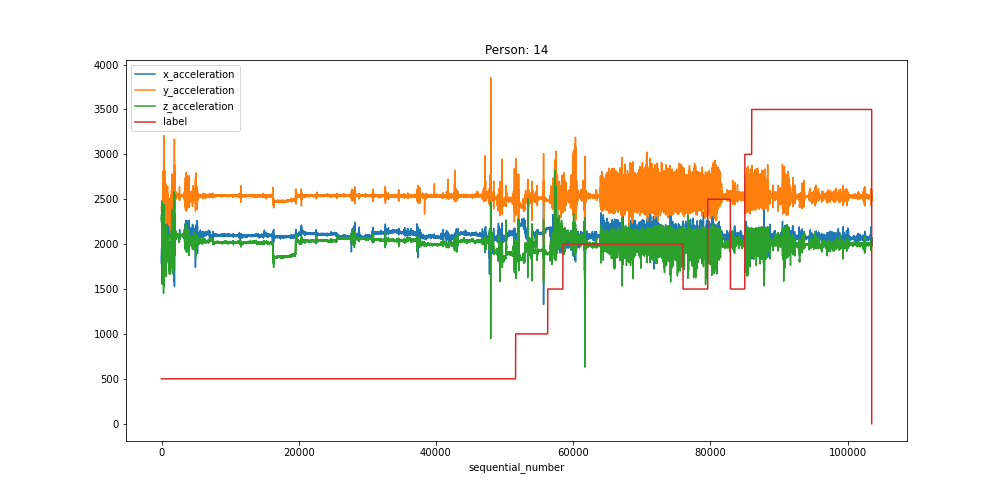 Person: 14
4000
3500
3000
2500
2000
1500
1000
500
0
x_acceleration
y_acceleration
z_acceleration
label
0 20000 40000 60000 80000 100000
sequential_number